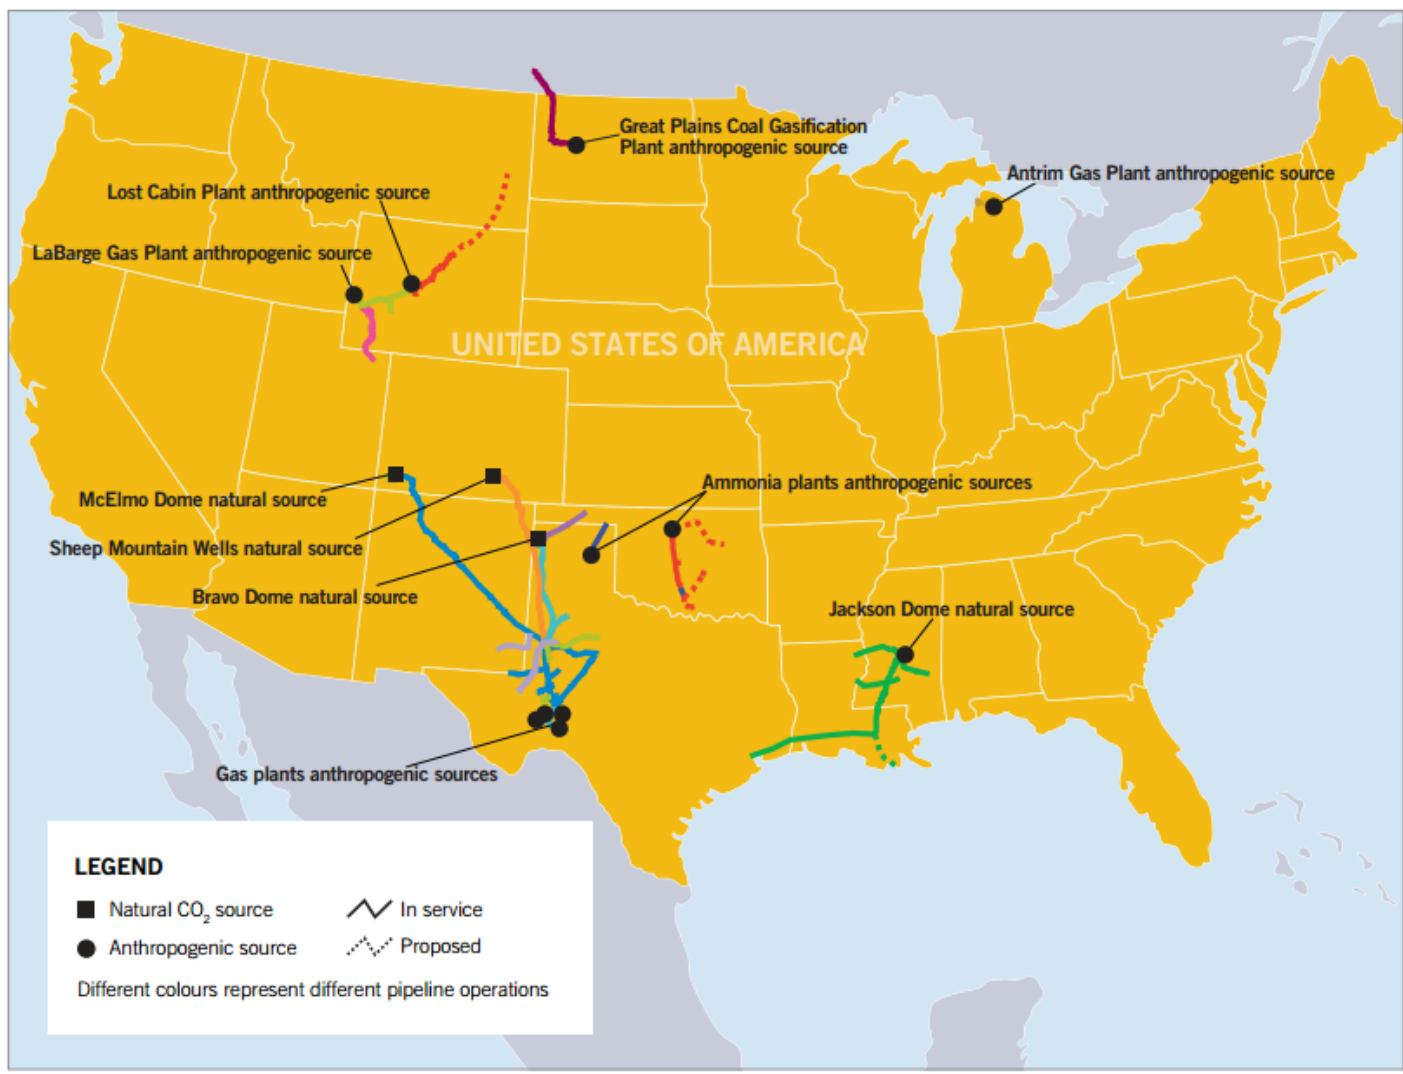 Great Plains Coal Gasification
Plant anthropogenic source
Antrim Gas Plant anthropogenic source
Lost Cabin Plant anthropogenic source
LaBarge Gas Plant anthropogenic source
UNITED STATES OF AMERICA
McElmo Dome natural source
Ammonia plants anthropogenic sources
Sheep Mountain Wells natural source
Bravo Dome natural source
Jackson Dome natural source
Gas plants anthropogenic sources
LEGEND
Natural CO₂ source
In service
Anthropogenic source
Proposed
Different colours represent different pipeline operations